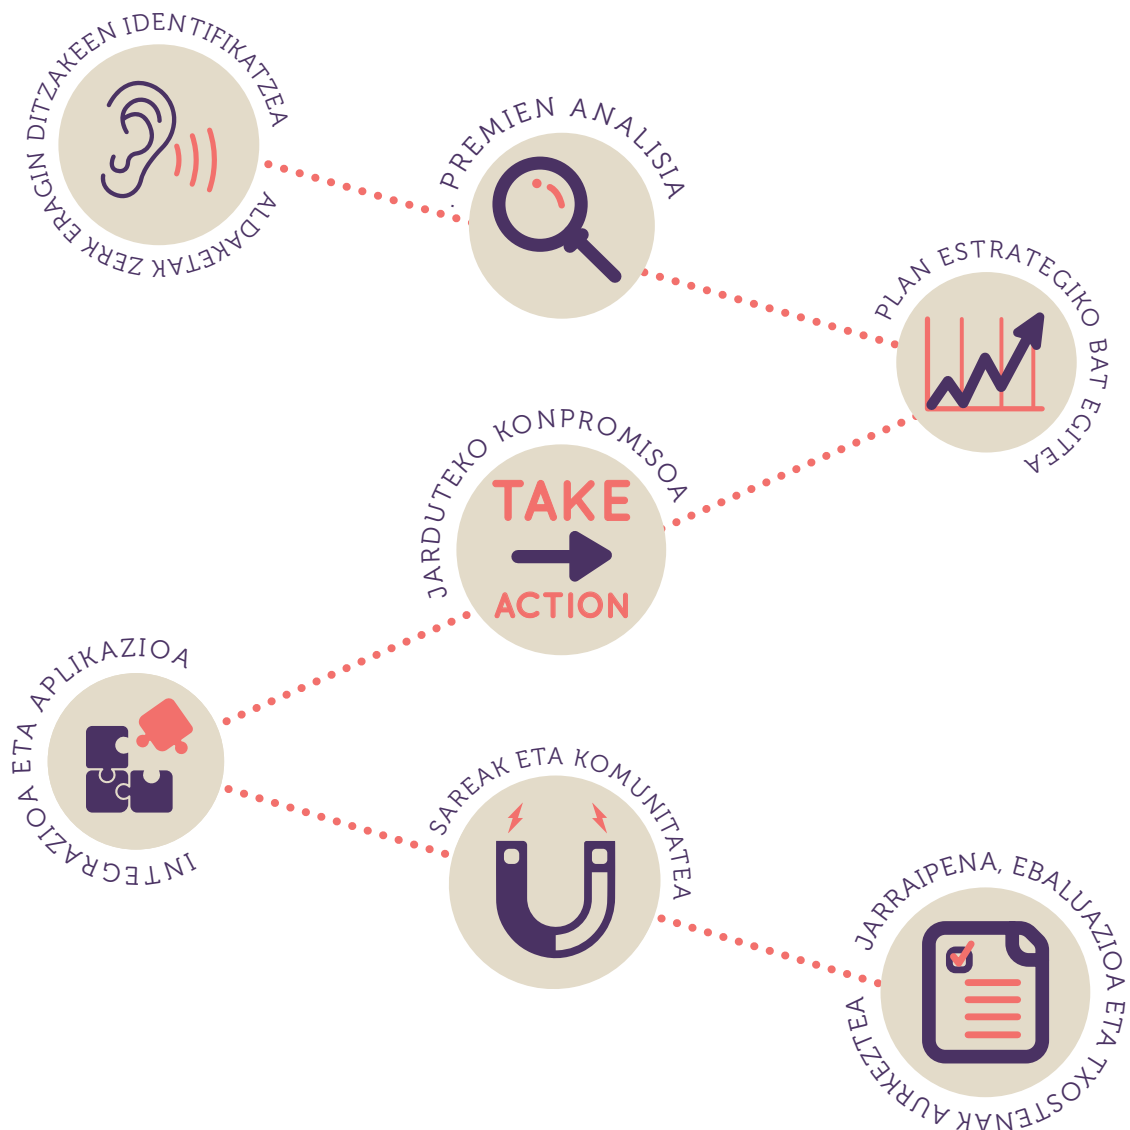 ALDAKETAK ZERK ERAGIN DITZAKEEN IDENTIFIKATZEA
. PREMIEN ANALISIA
PLAN ESTRATEGIKO BAT EGITEA
JARDUTEKO KONPROMISOA
TAKE
ACTION
INTEGRAZIOA ETA APLIKAZIOA
SAREAK ETA KOMUNITATEA
JARRAIPENA, EBALUAZIOA ETA TXOSTENAK AURKEZTEA